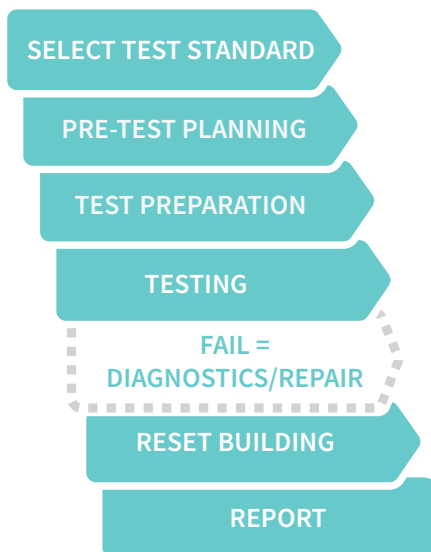 SELECT TEST STANDARD
PRE-TEST PLANNING
TEST PREPARATION
TESTING
FAIL =
DIAGNOSTICS/REPAIR
RESET BUILDING
REPORT